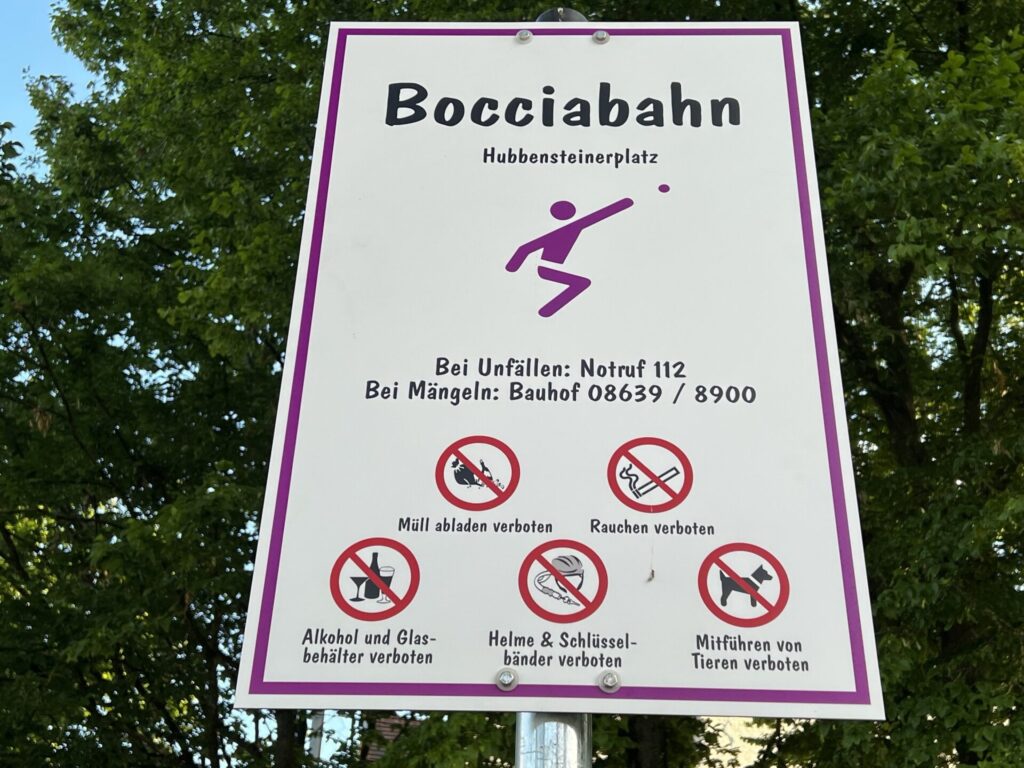 Bocciabahn
Hubbensteinerplatz
Bei Unfällen: Notruf 112
Bei Mängeln: Bauhof 08639 / 8900
Müll abladen verboten
Rauchen verboten
Alkohol und Glas-
behälter verboten
Helme & Schlüssel-
bänder verboten
Mitführen von
Tieren verboten